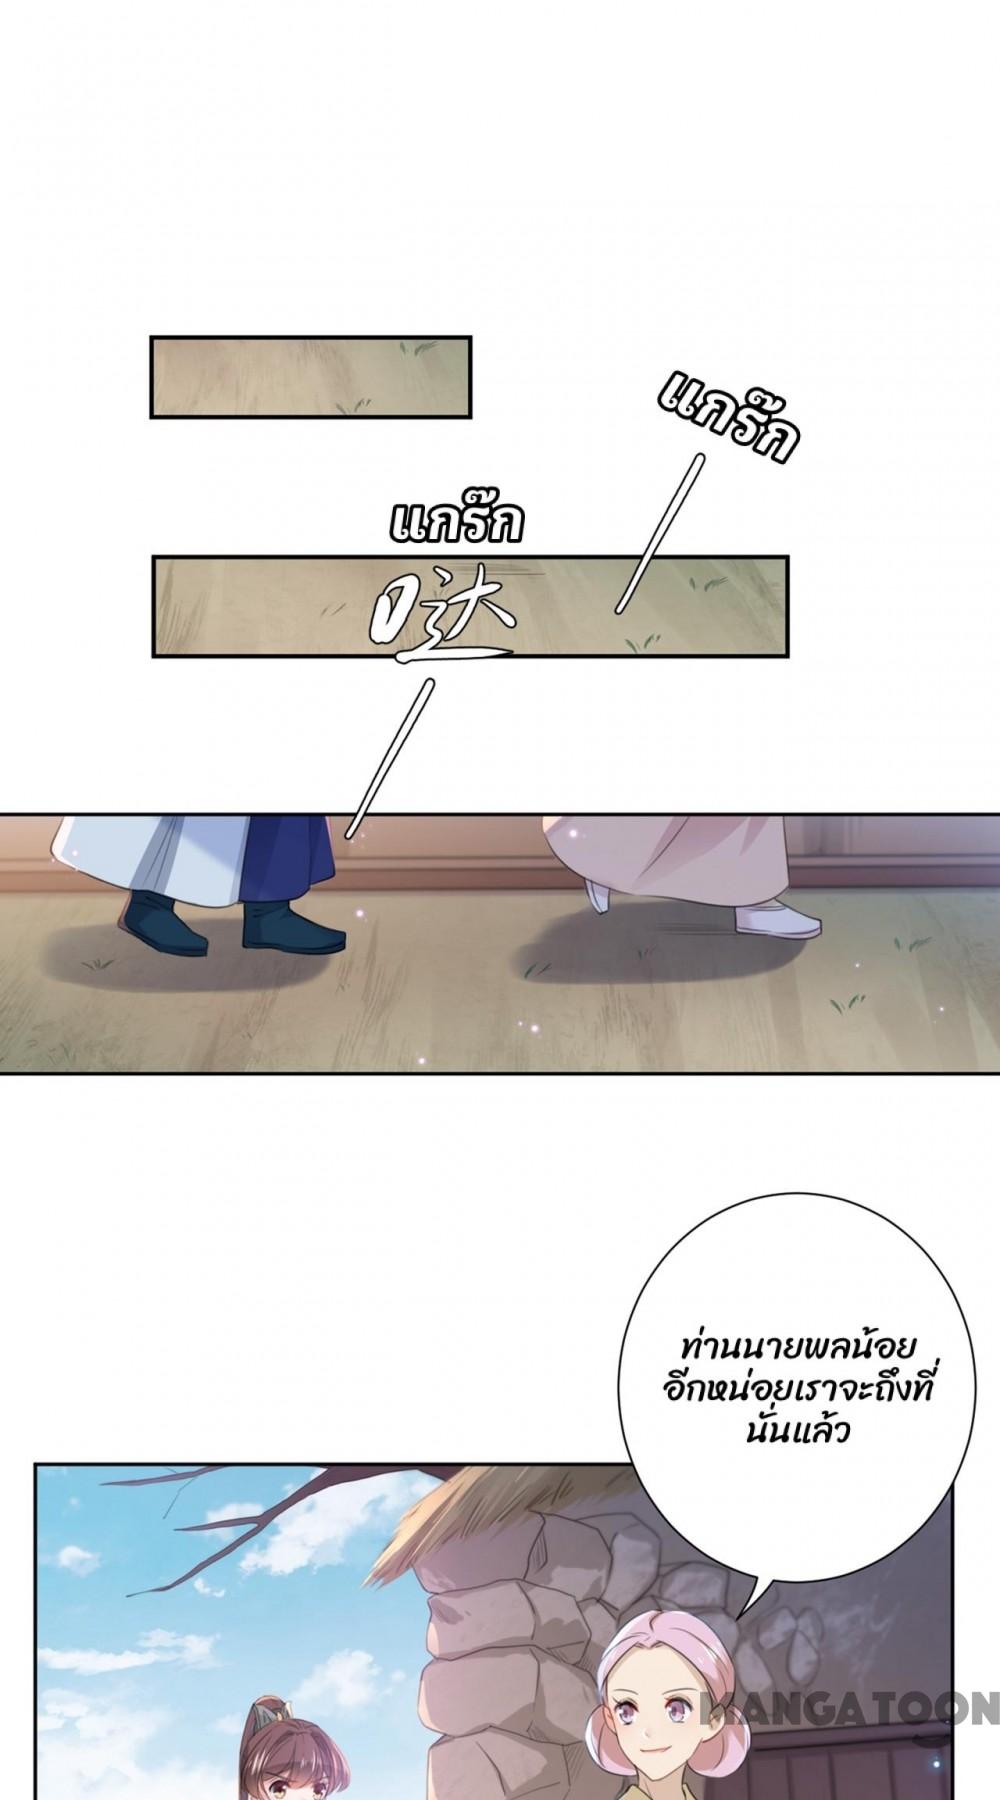 แกร๊ก
แกร๊ก
哒
ท่านนายพลน้อย
อีกหน่อยเราจะถึงที่
นั่นแล้ว
MANGATOON